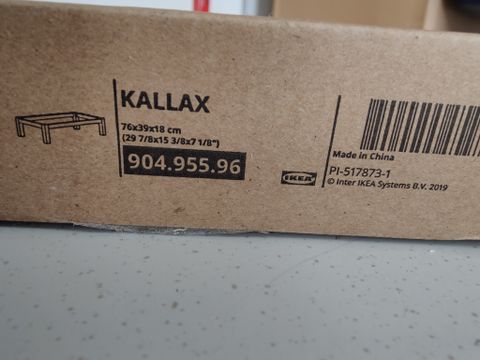 KALLAX
76x39x18 cm
(29 7/8x15 3/8x7 1/8")
904.955.96
IKEA
Made in China
PI-517873-1
© Inter IKEA Systems B.V. 2019